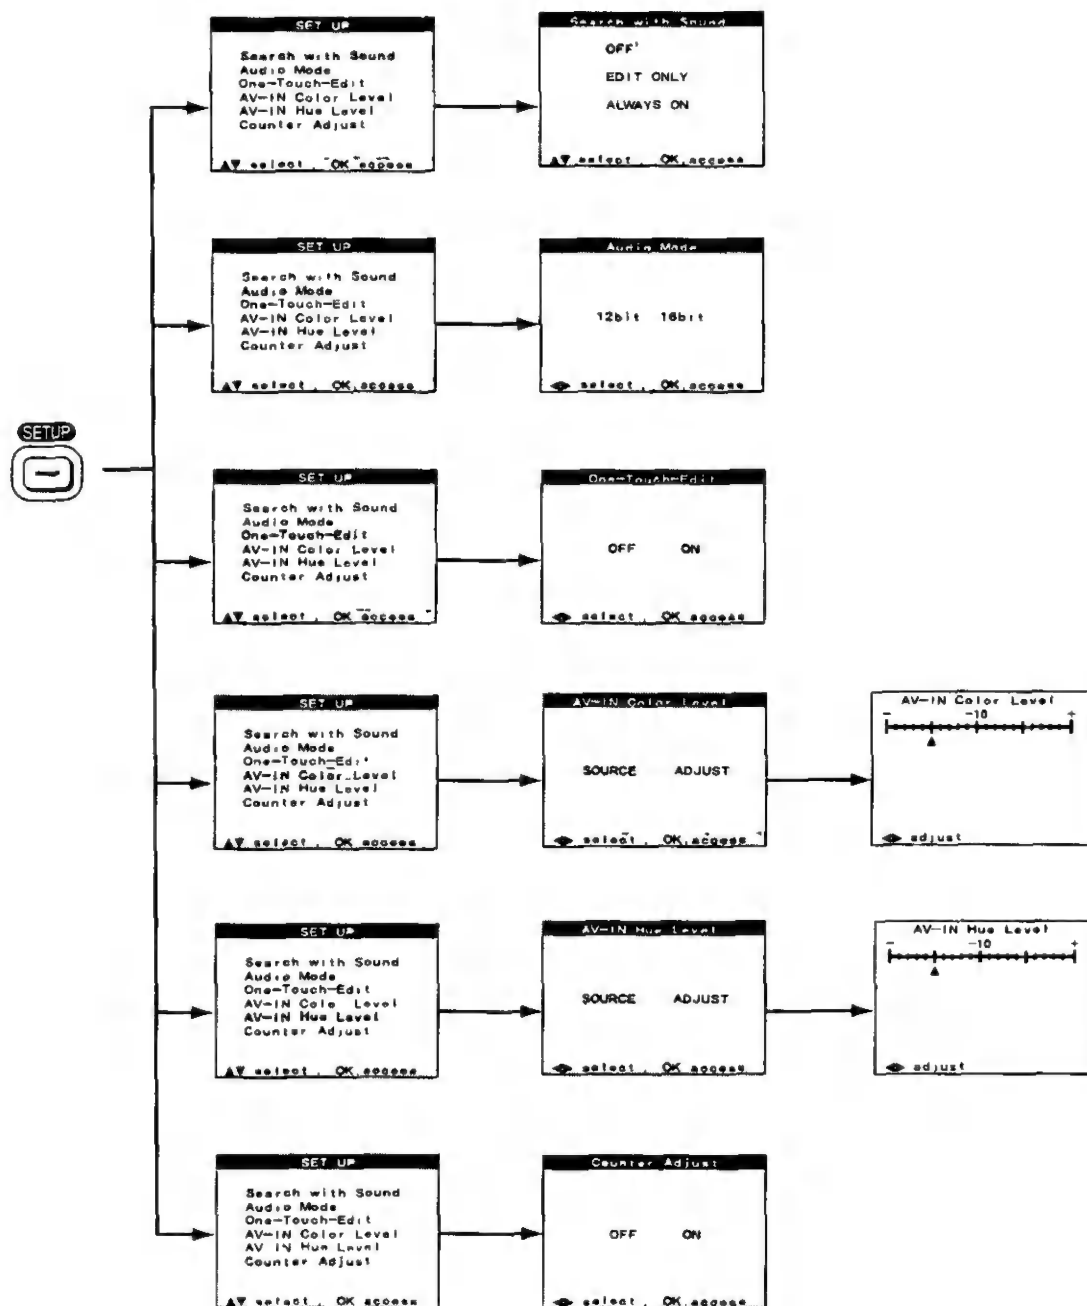 SET UP
Search with Sound
Audio Mode
One-Touch-Edit
AV-IN Color Level
AV-IN Hue Level
Counter Adjust
▲▼ select, OK access
Search with Sound
OFF
EDIT ONLY
ALWAYS ON
▲▼ select, OK access
SET UP
Search with Sound
Audio Mode
One-Touch-Edit
AV-IN Color Level
AV-IN Hue Level
Counter Adjust
▲▼ select, OK access
Audio Mode
12bit 16bit
◀▶ select, OK access
SETUP
SET UP
Search with Sound
Audio Mode
One-Touch-Edit
AV-IN Color Level
AV-IN Hue Level
Counter Adjust
▲▼ select, OK access
One-Touch-Edit
OFF ON
◀▶ select, OK access
SET UP
Search with Sound
Audio Mode
One-Touch-Edit
AV-IN Color Level
AV-IN Hue Level
Counter Adjust
▲▼ select, OK access
AV-IN Color Level
SOURCE ADJUST
◀▶ select, OK access
AV-IN Color Level
- -10 +
◀▶ adjust
SET UP
Search with Sound
Audio Mode
One-Touch-Edit
AV-IN Colo Level
AV-IN Hue Level
Counter Adjust
▲▼ select, OK access
AV-IN Hue Level
SOURCE ADJUST
◀▶ select, OK access
AV-IN Hue Level
- -10 +
◀▶ adjust
SET UP
Search with Sound
Audio Mode
One-Touch-Edit
AV-IN Color Level
AV IN Hue Level
Counter Adjust
▲▼ select, OK access
Counter Adjust
OFF ON
◀▶ select, OK access